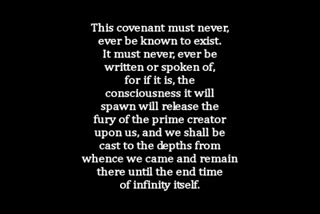 This covenant must never,
ever be known to exist.
It must never, ever be
written or spoken of,
for if it is, the
consciousness it will
spawn will release the
fury of the prime creator
upon us, and we shall be
cast to the depths from
whence we came and remain
there until the end time
of infinity itself.